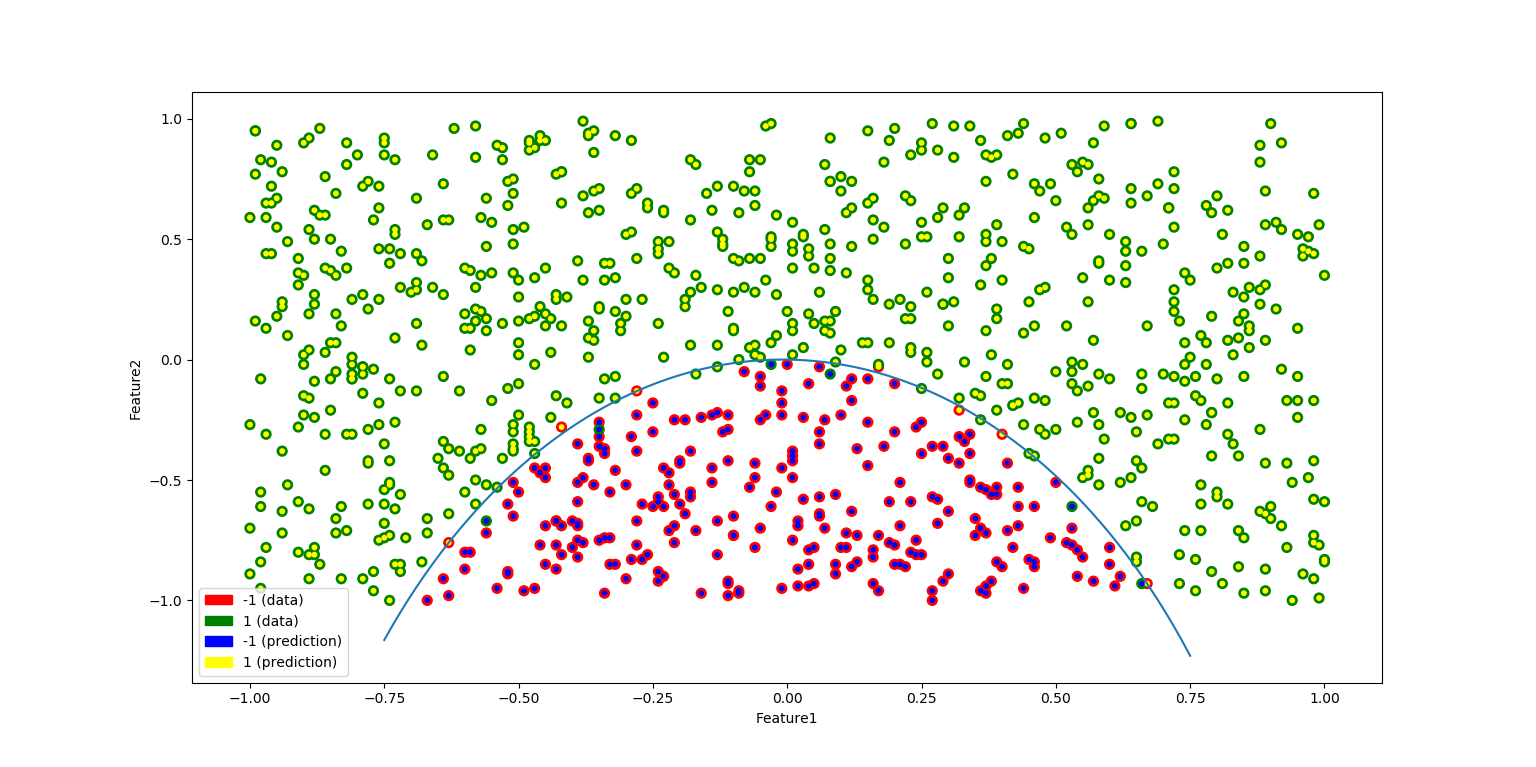 1.0
0.5
0.0
−0.5
−1.0
Feature2
-1 (data)
1 (data)
-1 (prediction)
1 (prediction)
−1.00 −0.75 −0.50 −0.25 0.00 0.25 0.50 0.75 1.00
Feature1